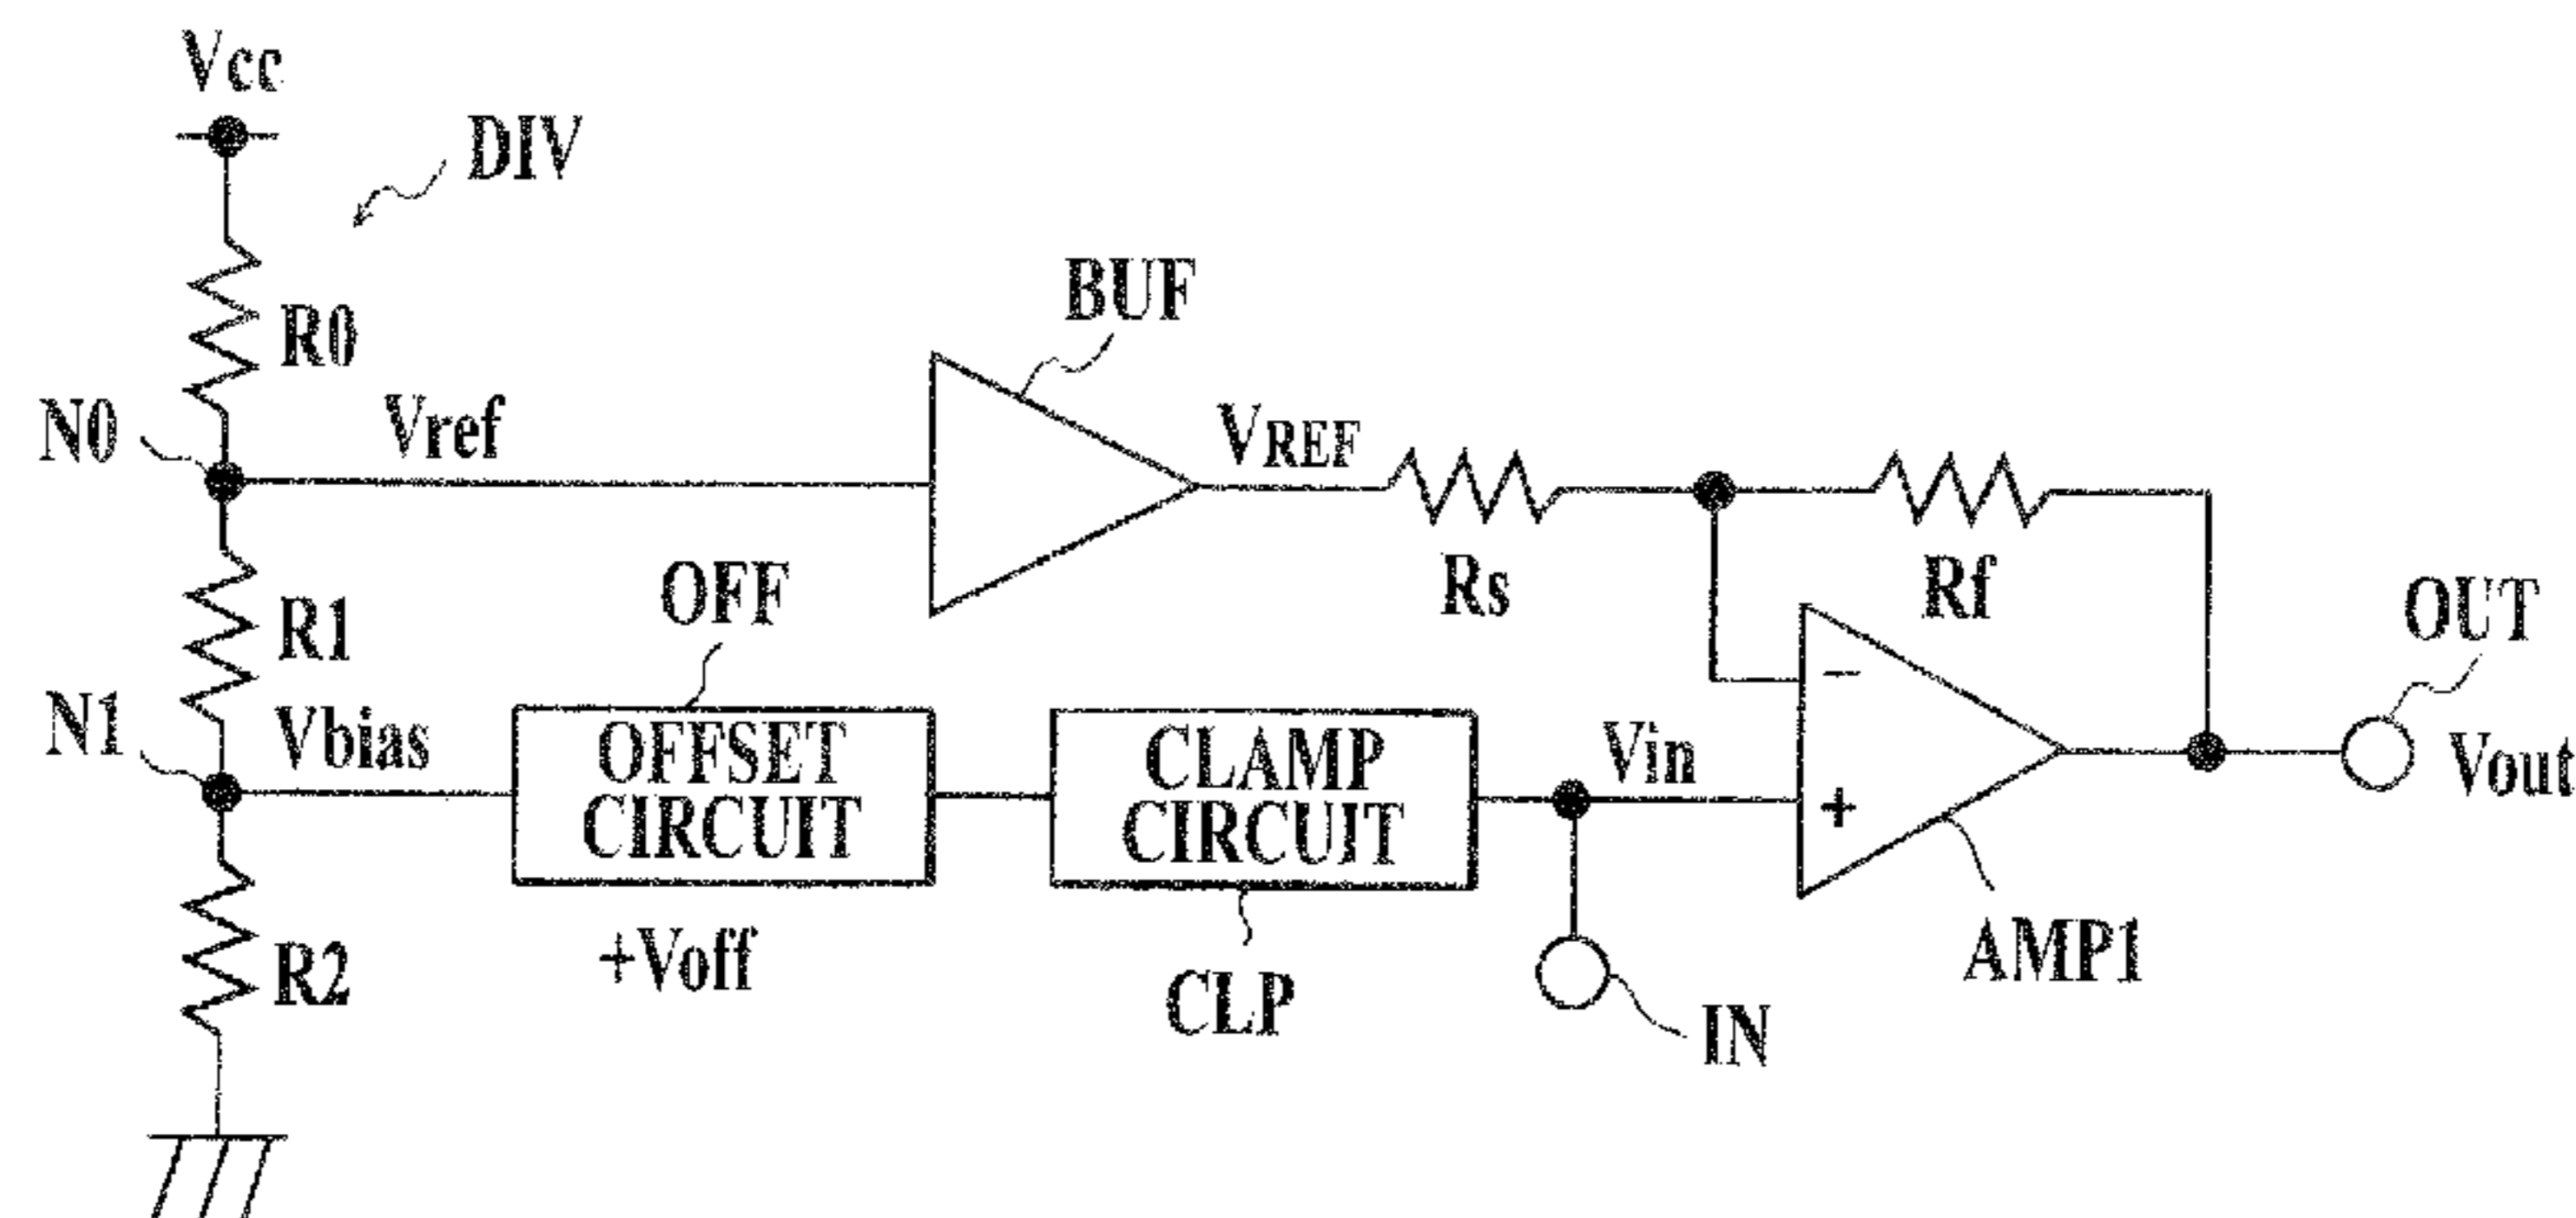 Vcc
DIV
R0
BUF
N0
Vref
VREF
Rs
Rf
R1
OFF
OUT
N1
Vbias
OFFSET
CIRCUIT
CLAMP
CIRCUIT
Vin
−
+
Vout
R2
+Voff
CLP
IN
AMP1